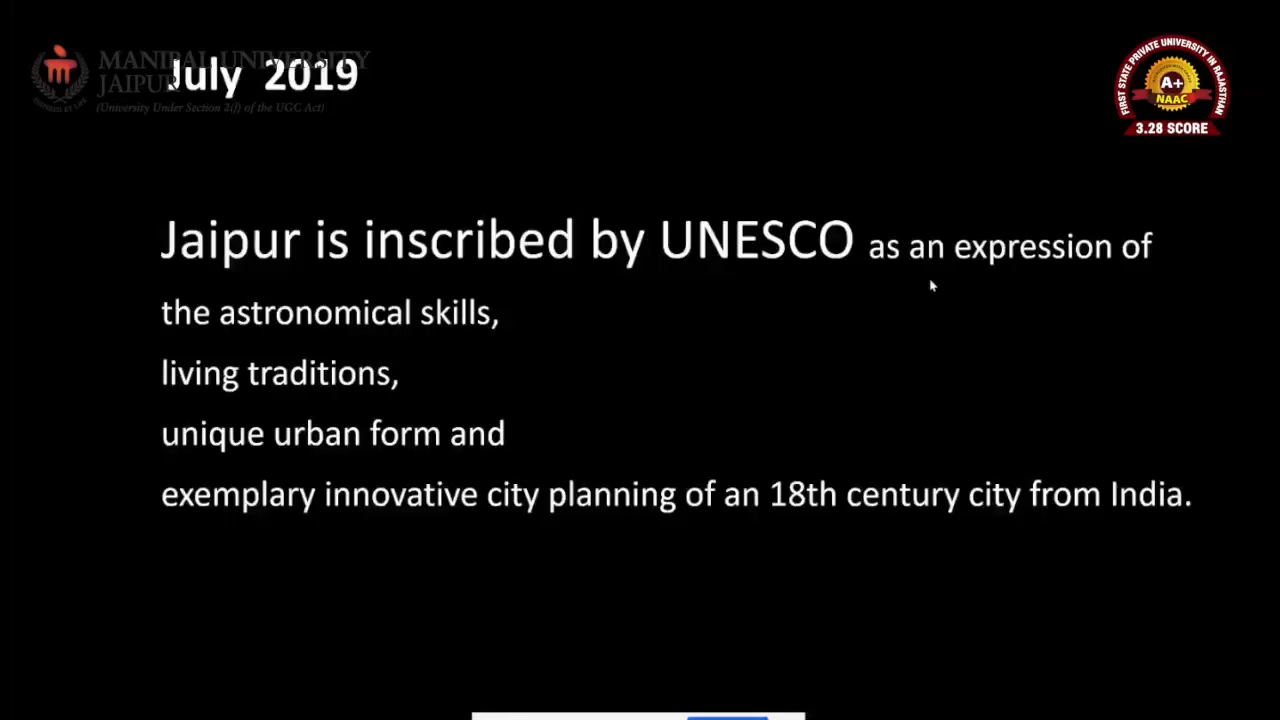 MANIPAL UNIVERSITY
JAIPUR
(University Under Section 2(f) of the UGC Act)
July 2019
FIRST STATE PRIVATE UNIVERSITY IN RAJASTHAN
A+
NAAC
3.28 SCORE
Jaipur is inscribed by UNESCO as an expression of
the astronomical skills,
living traditions,
unique urban form and
exemplary innovative city planning of an 18th century city from India.